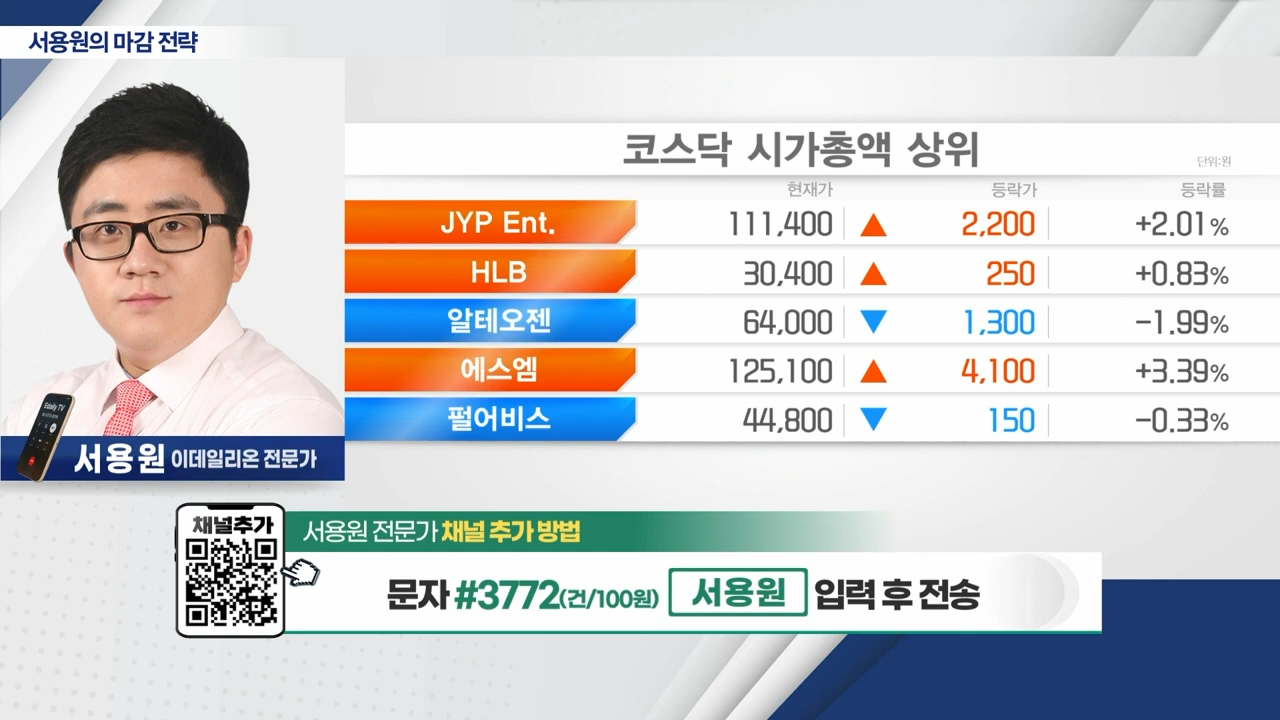 서용원의 마감 전략
코스닥 시가총액 상위
단위:원
현재가 등락가 등락률
JYP Ent. 111,400 ▲ 2,200 +2.01%
HLB 30,400 ▲ 250 +0.83%
알테오젠 64,000 ▼ 1,300 -1.99%
에스엠 125,100 ▲ 4,100 +3.39%
펄어비스 44,800 ▼ 150 -0.33%
Edaily TV
서용원 이데일리온 전문가
채널추가
서용원 전문가 채널 추가 방법
문자 #3772(건/100원) 서용원 입력 후 전송